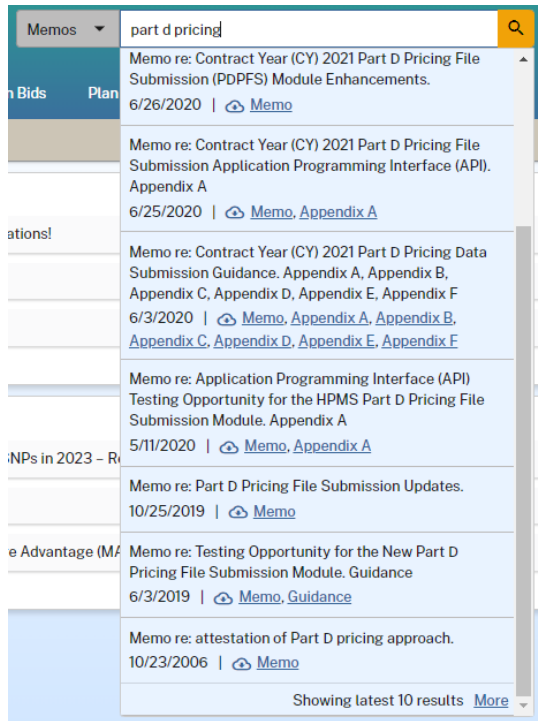 Memos
part d pricing
n Bids
Plan
Memo re: Contract Year (CY) 2021 Part D Pricing File
Submission (PDPFS) Module Enhancements.
6/26/2020 | Memo
Memo re: Contract Year (CY) 2021 Part D Pricing File
Submission Application Programming Interface (API).
Appendix A
6/25/2020 | Memo, Appendix A
ations!
Memo re: Contract Year (CY) 2021 Part D Pricing Data
Submission Guidance. Appendix A, Appendix B,
Appendix C, Appendix D, Appendix E, Appendix F
6/3/2020 | Memo, Appendix A, Appendix B,
Appendix C, Appendix D, Appendix E, Appendix F
Memo re: Application Programming Interface (API)
Testing Opportunity for the HPMS Part D Pricing File
Submission Module. Appendix A
5/11/2020 | Memo, Appendix A
SNPs in 2023 – Re
Memo re: Part D Pricing File Submission Updates.
10/25/2019 | Memo
e Advantage (MA
Memo re: Testing Opportunity for the New Part D
Pricing File Submission Module. Guidance
6/3/2019 | Memo, Guidance
Memo re: attestation of Part D pricing approach.
10/23/2006 | Memo
Showing latest 10 results More